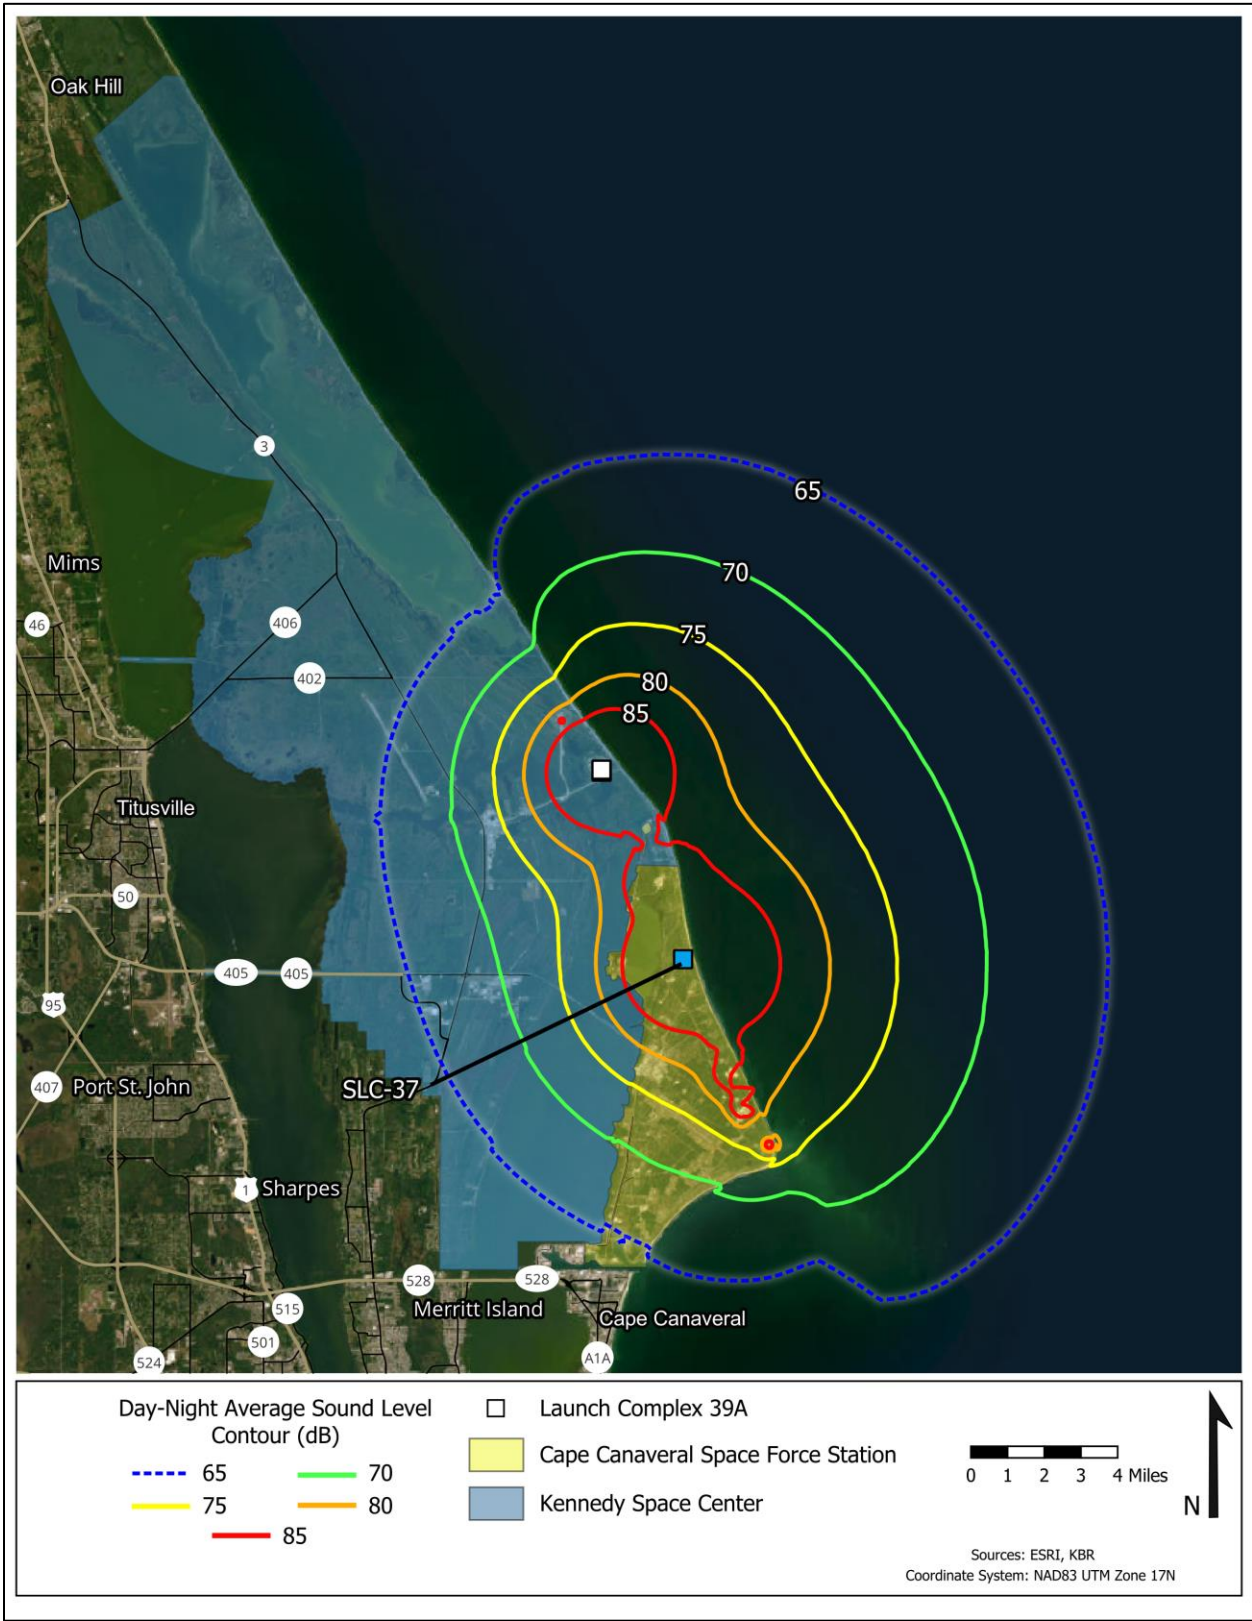 Oak Hill
3
65
70
Mims
46
406
75
402
80
85
Titusville
50
405
405
95
407
Port St. John
SLC-37
1
Sharpes
528
528
Merritt Island
515
Cape Canaveral
501
524
A1A
Day-Night Average Sound Level
Contour (dB)
65
70
75
80
85
Launch Complex 39A
Cape Canaveral Space Force Station
Kennedy Space Center
0 1 2 3 4 Miles
N
Sources: ESRI, KBR
Coordinate System: NAD83 UTM Zone 17N